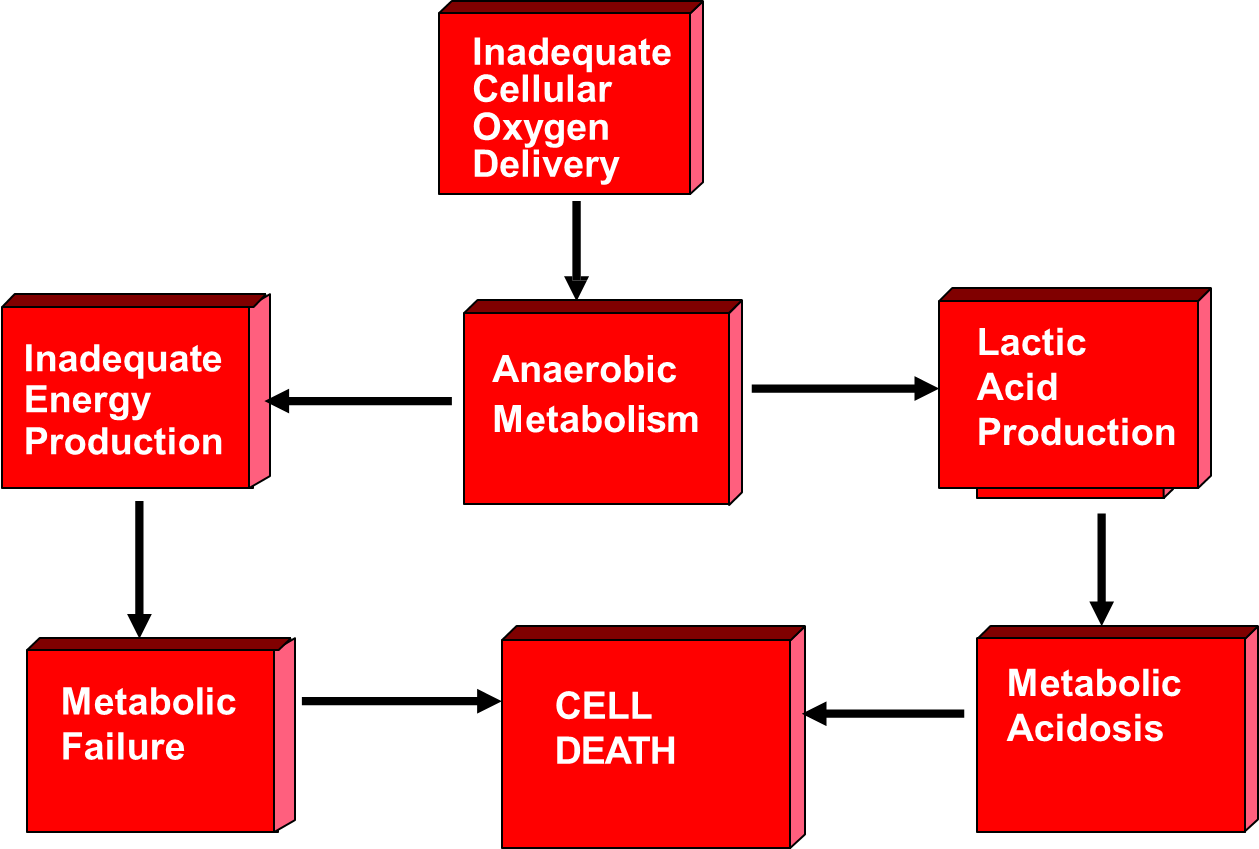 Inadequate
Cellular
Oxygen
Delivery
Inadequate
Energy
Production
Anaerobic
Metabolism
Lactic
Acid
Production
Metabolic
Failure
CELL
DEATH
Metabolic
Acidosis